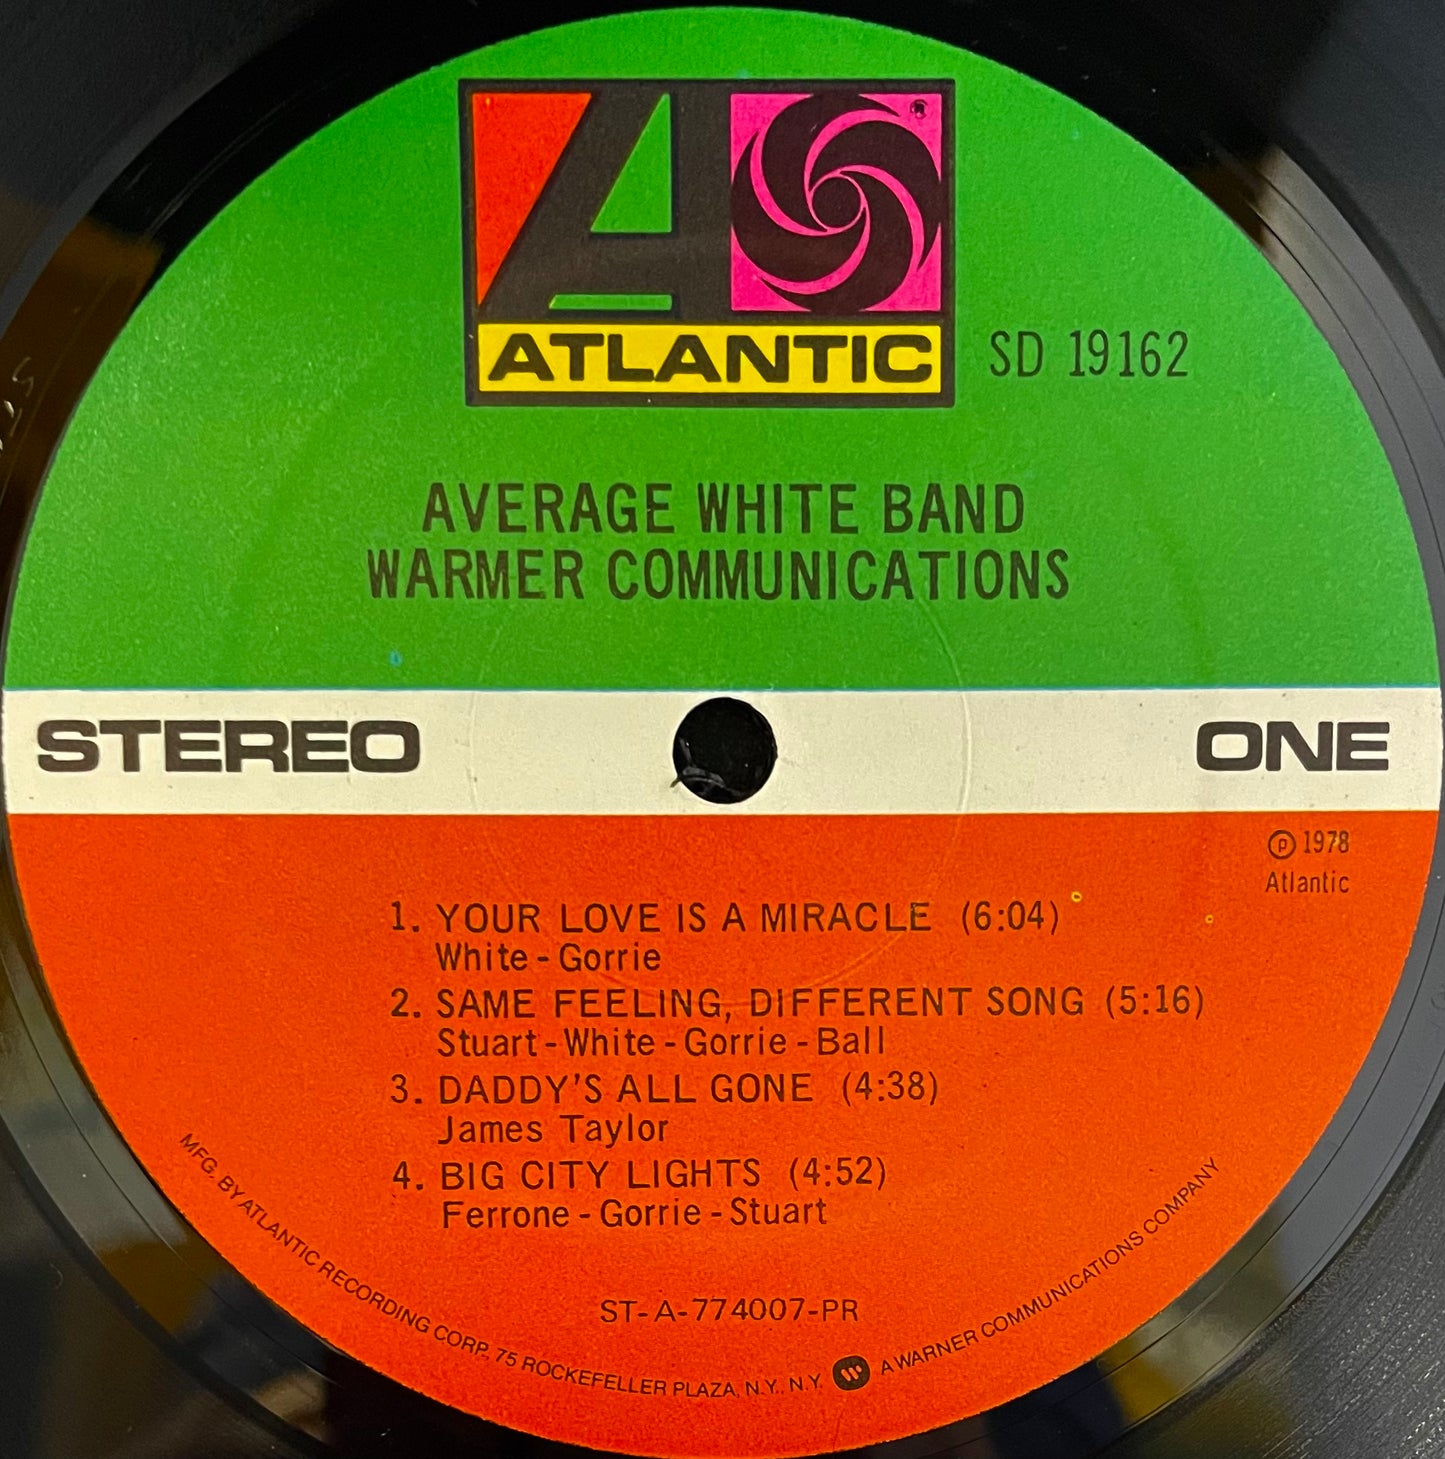 A
®
ATLANTIC
SD 19162
AVERAGE WHITE BAND
WARMER COMMUNICATIONS
STEREO
ONE
Ⓟ 1978
Atlantic
1. YOUR LOVE IS A MIRACLE (6:04)
White - Gorrie
2. SAME FEELING, DIFFERENT SONG (5:16)
Stuart - White - Gorrie - Ball
3. DADDY'S ALL GONE (4:38)
James Taylor
4. BIG CITY LIGHTS (4:52)
Ferrone - Gorrie - Stuart
ST-A-774007-PR
MFG. BY ATLANTIC RECORDING CORP., 75 ROCKEFELLER PLAZA, N.Y., N.Y. A WARNER COMMUNICATIONS COMPANY